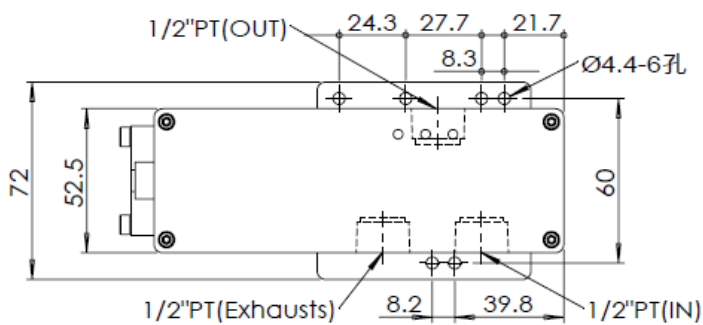 1/2"PT(OUT)
24.3
27.7
21.7
8.3
Ø4.4-6孔
72
52.5
60
1/2"PT(Exhausts)
8.2
39.8
1/2"PT(IN)